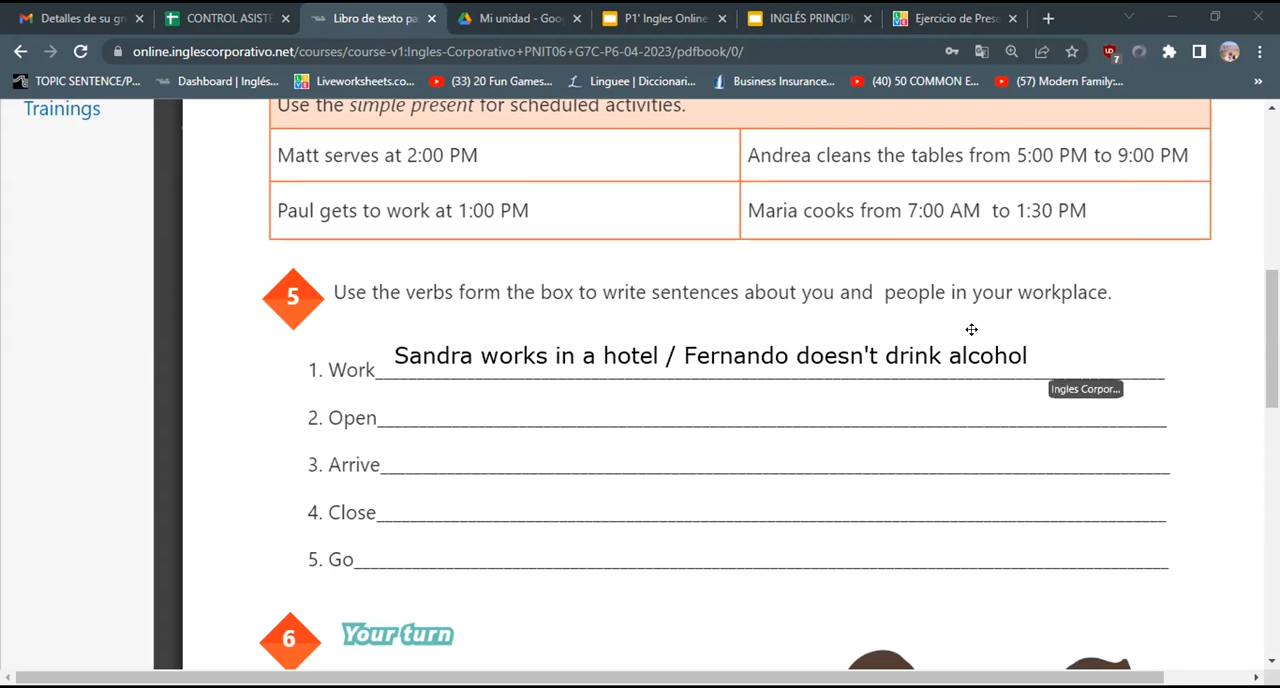 Detalles de su gr
CONTROL ASISTE
Libro de texto pa
Mi unidad - Goo
P1' Ingles Online
INGLÉS PRINCIPI
Ejercicio de Prese
online.inglescorporativo.net/courses/course-v1:Ingles-Corporativo+PNIT06+G7C-P6-04-2023/pdfbook/0/
7
TOPIC SENTENCE/P...
Dashboard | Inglés...
Liveworksheets.co...
(33) 20 Fun Games...
Linguee | Diccionari...
Business Insurance...
(40) 50 COMMON E...
(57) Modern Family:...
»
Trainings
Use the simple present for scheduled activities.
Matt serves at 2:00 PM
Andrea cleans the tables from 5:00 PM to 9:00 PM
Paul gets to work at 1:00 PM
Maria cooks from 7:00 AM to 1:30 PM
5 Use the verbs form the box to write sentences about you and people in your workplace.
Sandra works in a hotel / Fernando doesn't drink alcohol
1. Work
Ingles Corpor...
2. Open
3. Arrive
4. Close
5. Go
6 Your turn